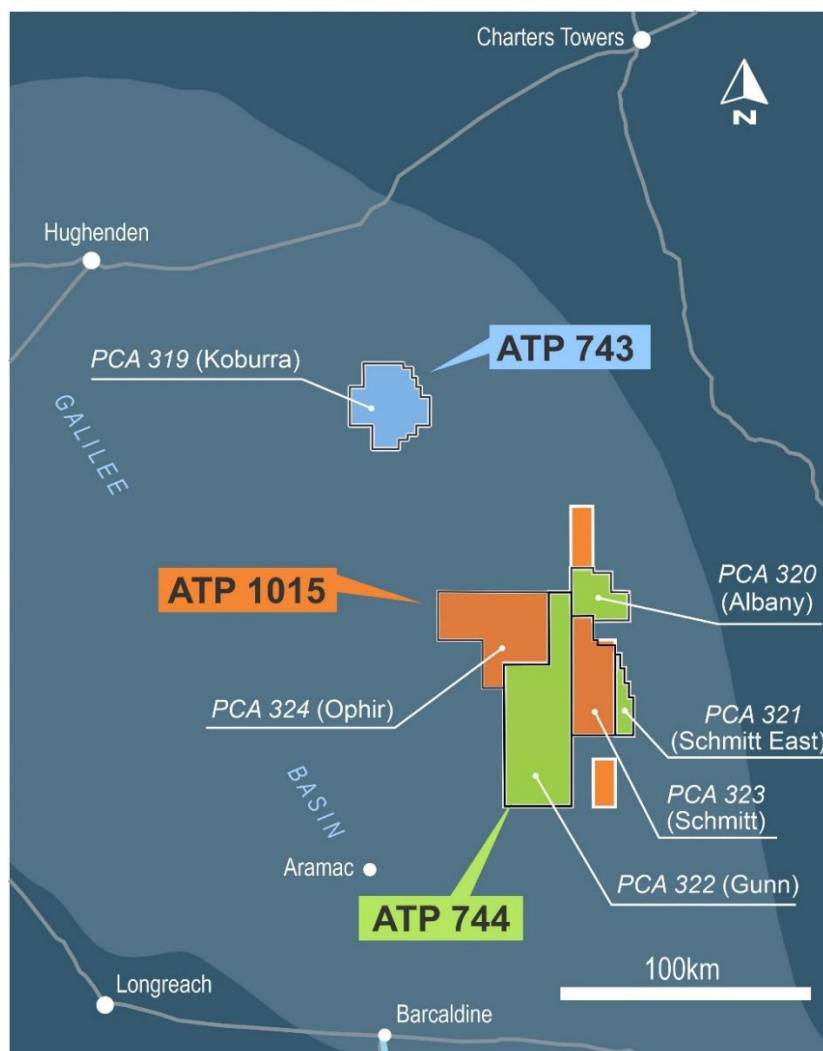 Charters Towers
N
Hughenden
ATP 743
PCA 319 (Koburra)
GALILEE
ATP 1015
PCA 320
(Albany)
PCA 324 (Ophir)
PCA 321
(Schmitt East)
BASIN
PCA 323
(Schmitt)
Aramac
PCA 322 (Gunn)
ATP 744
100km
Longreach
Barcaldine